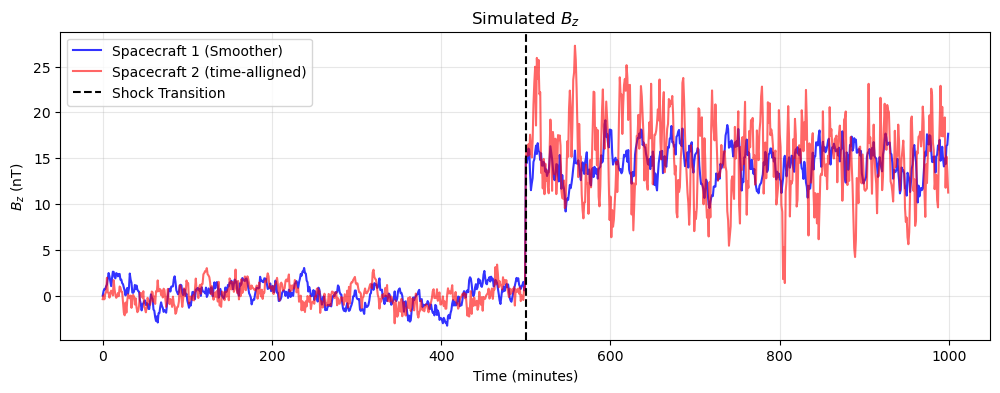 Simulated $B_z$
Spacecraft 1 (Smoother)
Spacecraft 2 (time-alligned)
Shock Transition
$B_z$ (nT)
25
20
15
10
5
0
0 200 400 600 800 1000
Time (minutes)